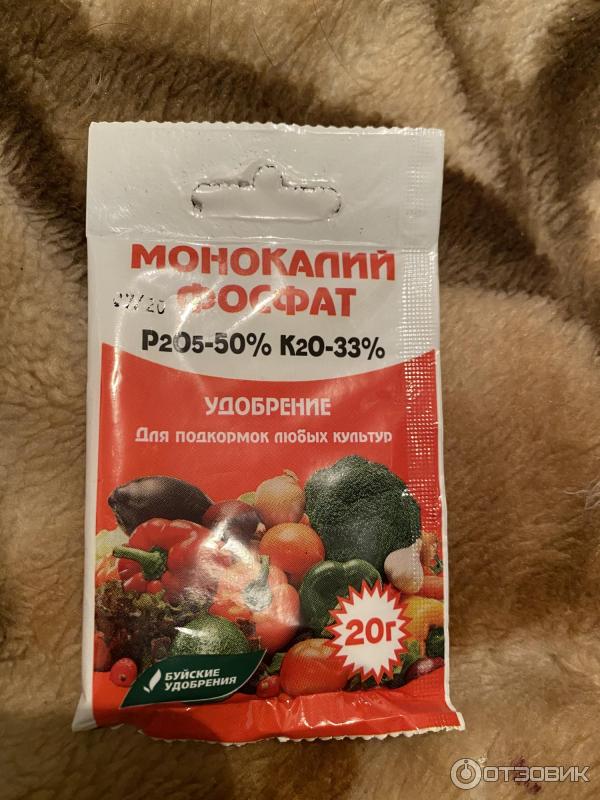 МОНОКАЛИЙ
ФОСФАТ
P2O5-50% K2O-33%
УДОБРЕНИЕ
Для подкормок любых культур
20г
БУЙСКИЕ
УДОБРЕНИЯ
ОТЗОВИК